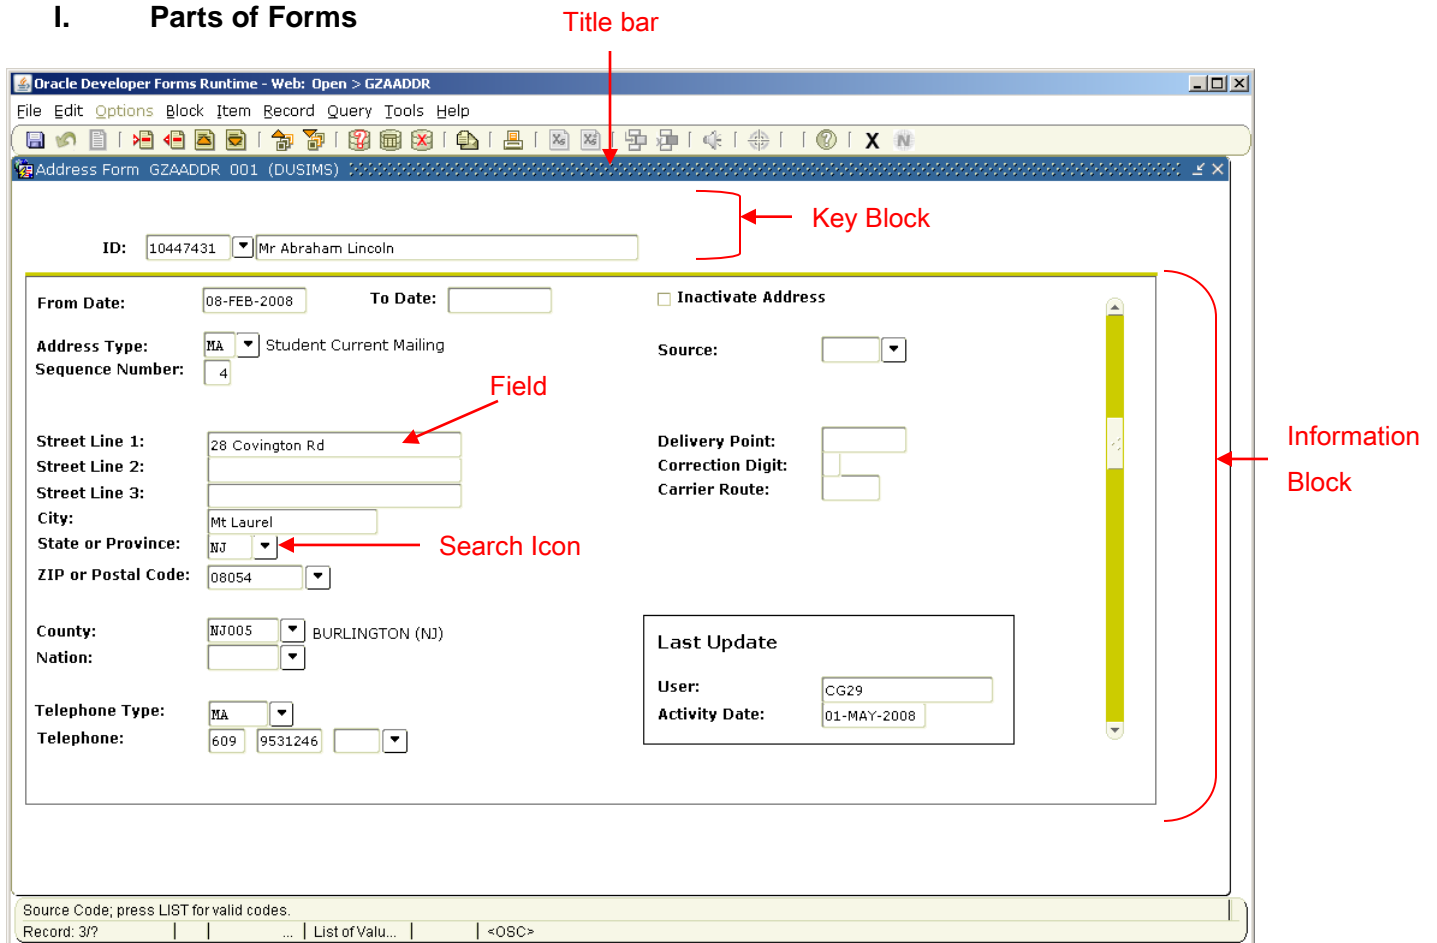 I. Parts of Forms
Title bar
Oracle Developer Forms Runtime - Web: Open > GZAADDR
File Edit Options Block Item Record Query Tools Help
X N
Address Form GZAADDR 001 (DUSIMS)
Key Block
ID: 10447431 Mr Abraham Lincoln
From Date: 08-FEB-2008 To Date: Inactivate Address
Address Type: MA Student Current Mailing Source:
Sequence Number: 4
Field
Street Line 1: 28 Covington Rd Delivery Point:
Information
Street Line 2: Correction Digit:
Block
Street Line 3: Carrier Route:
City: Mt Laurel
State or Province: NJ Search Icon
ZIP or Postal Code: 08054
County: NJ005 BURLINGTON (NJ)
Last Update
Nation:
User: CG29
Telephone Type: MA Activity Date: 01-MAY-2008
Telephone: 609 9531246
Source Code; press LIST for valid codes.
Record: 3/? ... List of Valu... <OSC>